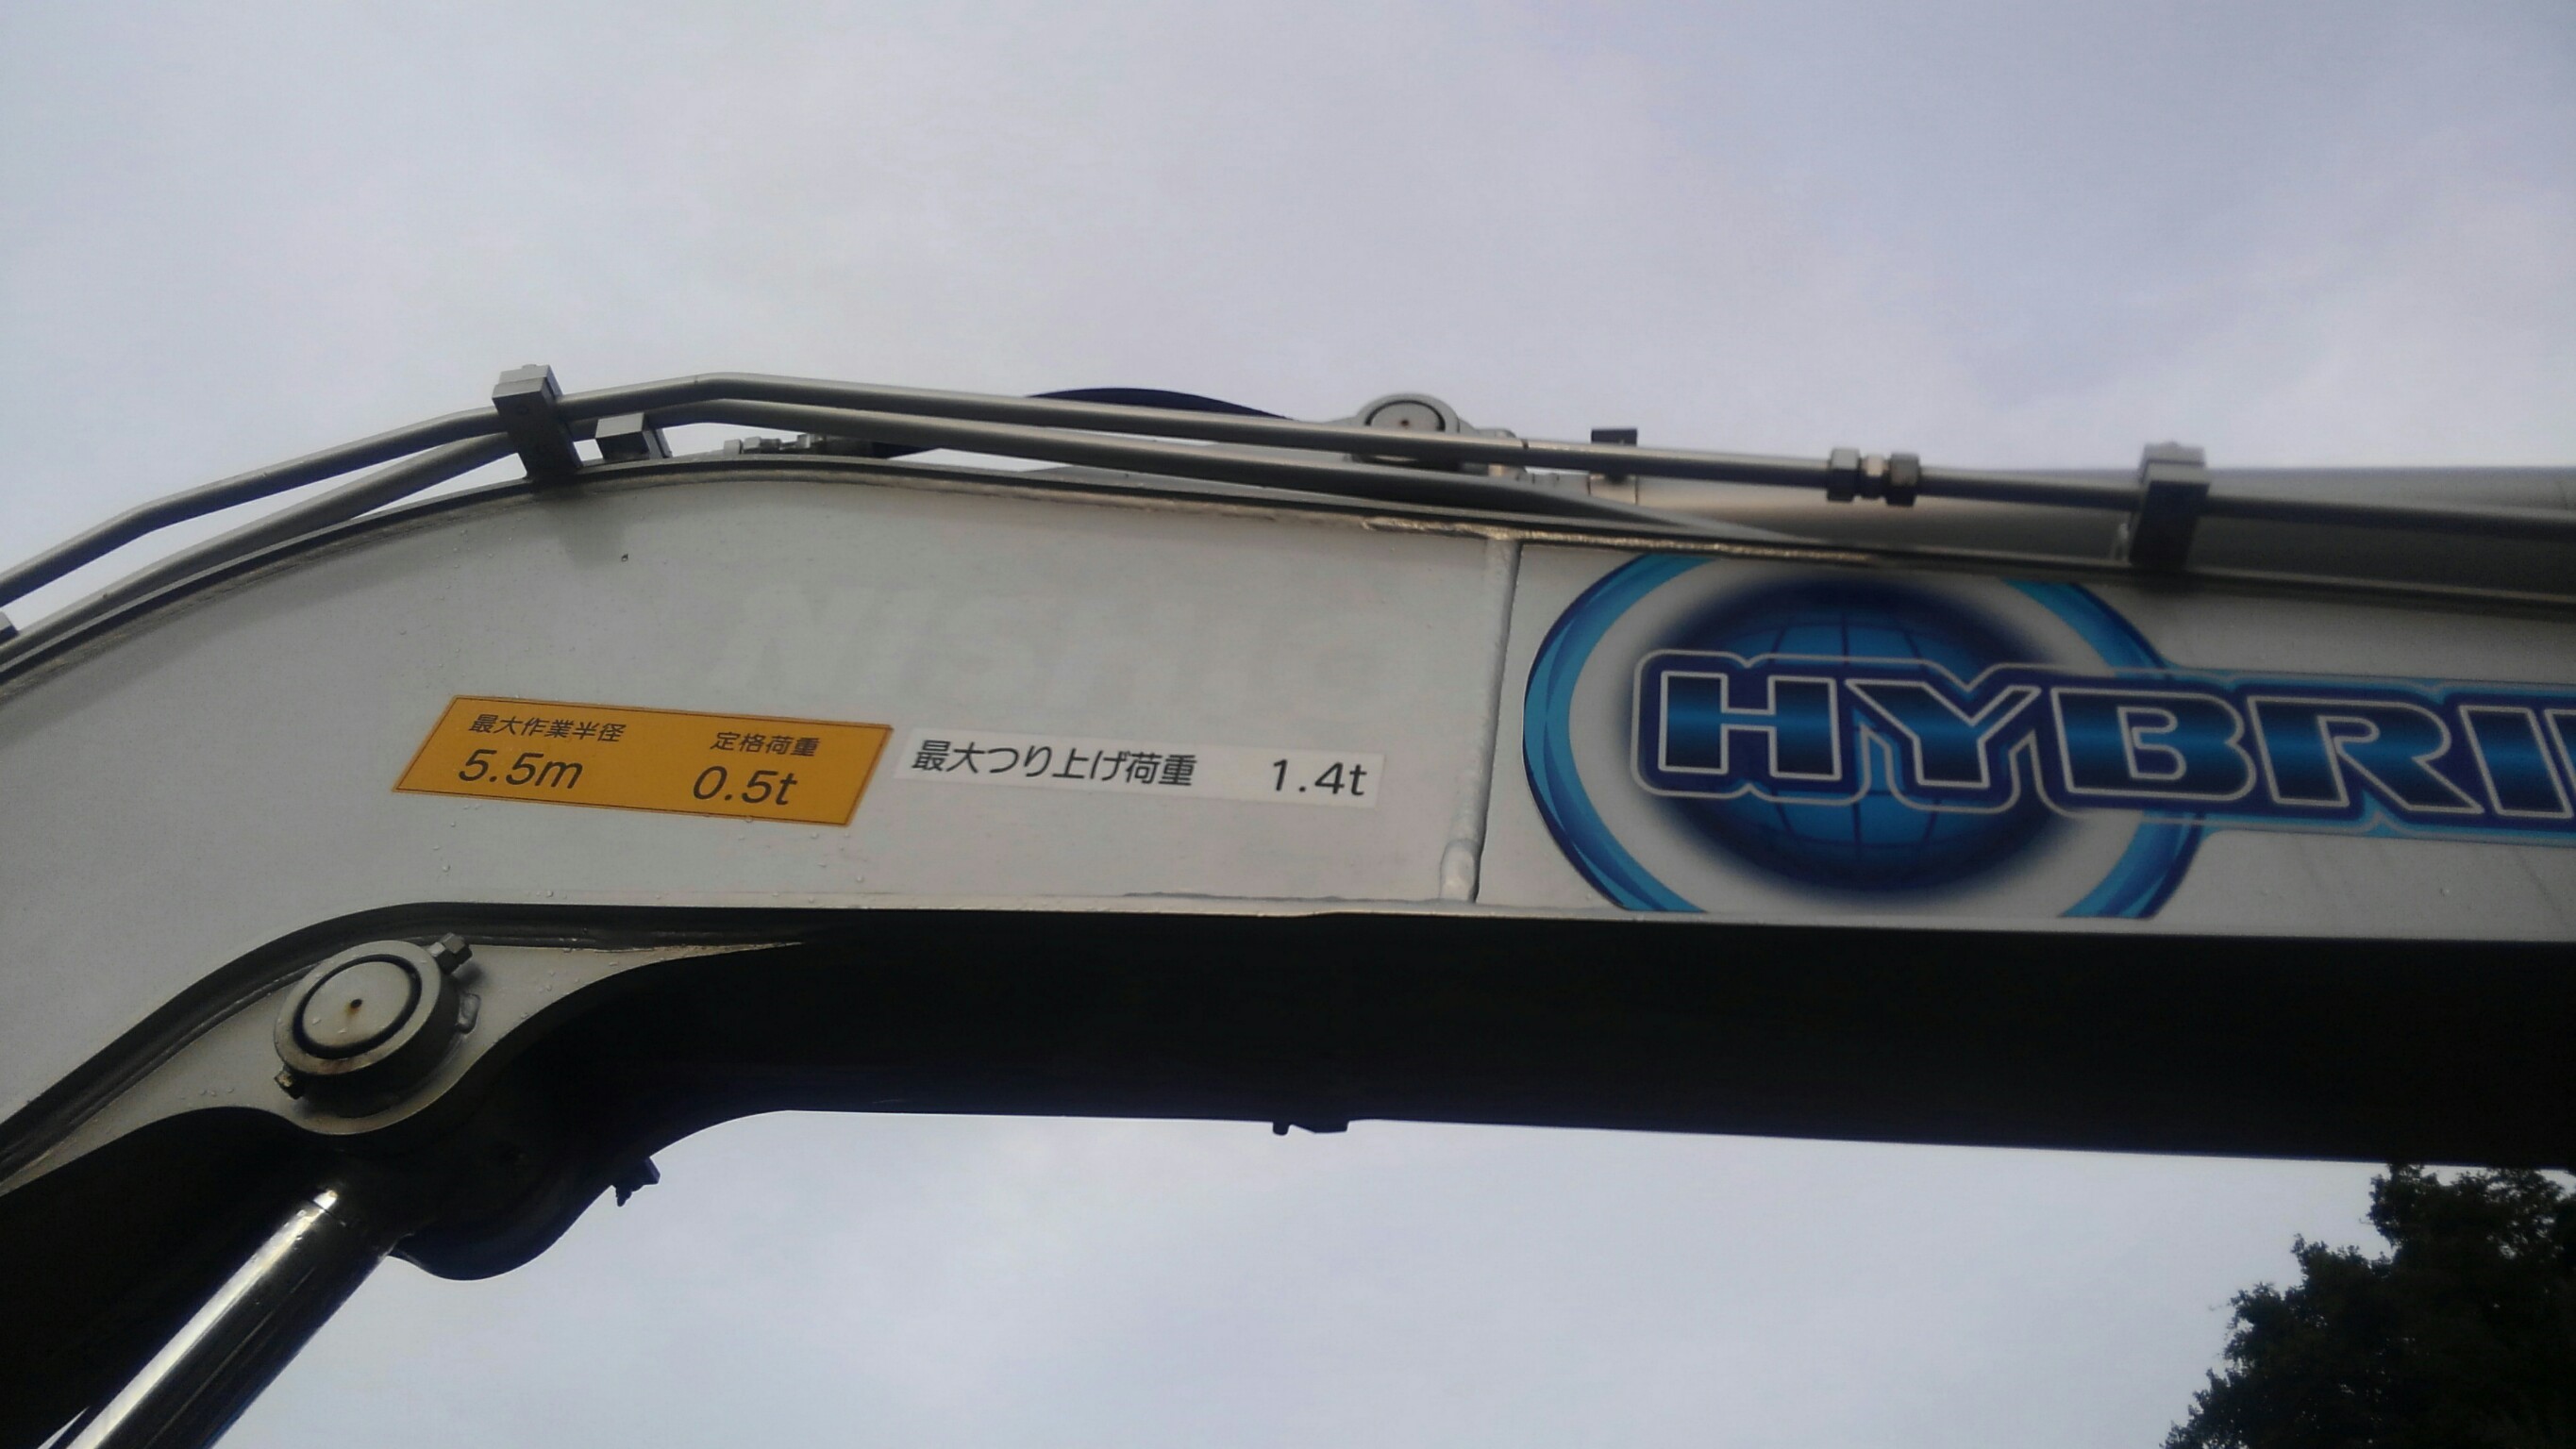 最大作業半径 定格荷重
5.5m 0.5t
最大つり上げ荷重 1.4t
HYBRI